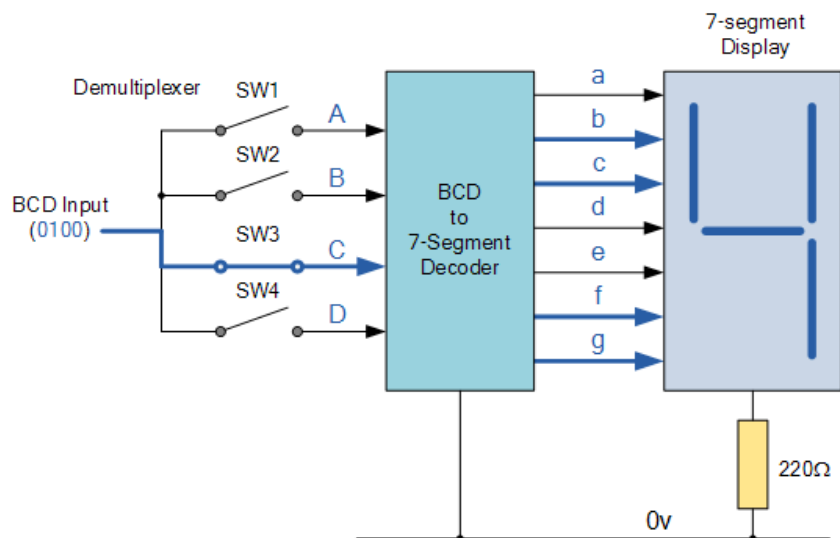 7-segment
Display
Demultiplexer
SW1
A
a
SW2
B
b
BCD Input
(0100)
SW3
C
c
SW4
D
d
BCD
to
7-Segment
Decoder
e
f
g
220Ω
0v